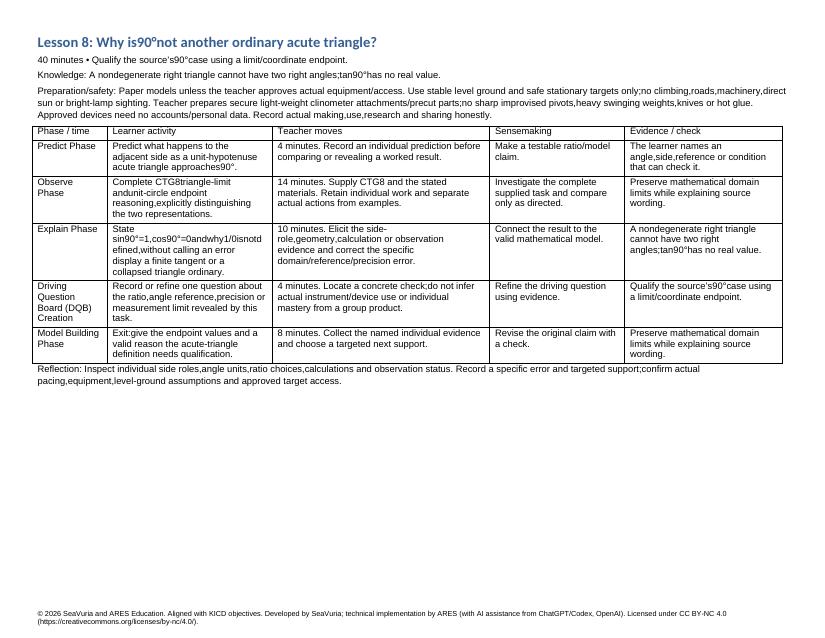 Lesson 8: Why is90°not another ordinary acute triangle?
40 minutes • Qualify the source's90°case using a limit/coordinate endpoint.
Knowledge: A nondegenerate right triangle cannot have two right angles;tan90°has no real value.
Preparation/safety: Paper models unless the teacher approves actual equipment/access. Use stable level ground and safe stationary targets only;no climbing,roads,machinery,direct
sun or bright-lamp sighting. Teacher prepares secure light-weight clinometer attachments/precut parts;no sharp improvised pivots,heavy swinging weights,knives or hot glue.
Approved devices need no accounts/personal data. Record actual making,use,research and sharing honestly.
Phase / time
Learner activity
Teacher moves
Sensemaking
Evidence / check
Predict Phase
Predict what happens to the
adjacent side as a unit-hypotenuse
acute triangle approaches90°.
4 minutes. Record an individual prediction before
comparing or revealing a worked result.
Make a testable ratio/model
claim.
The learner names an
angle,side,reference or condition
that can check it.
Observe
Phase
Complete CTG8triangle-limit
andunit-circle endpoint
reasoning,explicitly distinguishing
the two representations.
14 minutes. Supply CTG8 and the stated
materials. Retain individual work and separate
actual actions from examples.
Investigate the complete
supplied task and compare
only as directed.
Preserve mathematical domain
limits while explaining source
wording.
Explain Phase
State
sin90°=1,cos90°=0andwhy1/0isnotd
efined,without calling an error
display a finite tangent or a
collapsed triangle ordinary.
10 minutes. Elicit the side-
role,geometry,calculation or observation
evidence and correct the specific
domain/reference/precision error.
Connect the result to the
valid mathematical model.
A nondegenerate right triangle
cannot have two right
angles;tan90°has no real value.
Driving
Question
Board (DQB)
Creation
Record or refine one question about
the ratio,angle reference,precision or
measurement limit revealed by this
task.
4 minutes. Locate a concrete check;do not infer
actual instrument/device use or individual
mastery from a group product.
Refine the driving question
using evidence.
Qualify the source's90°case using
a limit/coordinate endpoint.
Model Building
Phase
Exit:give the endpoint values and a
valid reason the acute-triangle
definition needs qualification.
8 minutes. Collect the named individual evidence
and choose a targeted next support.
Revise the original claim with
a check.
Preserve mathematical domain
limits while explaining source
wording.
Reflection: Inspect individual side roles,angle units,ratio choices,calculations and observation status. Record a specific error and targeted support;confirm actual
pacing,equipment,level-ground assumptions and approved target access.
© 2026 SeaVuria and ARES Education. Aligned with KICD objectives. Developed by SeaVuria; technical implementation by ARES (with AI assistance from ChatGPT/Codex, OpenAI). Licensed under CC BY-NC 4.0
(https://creativecommons.org/licenses/by-nc/4.0/).